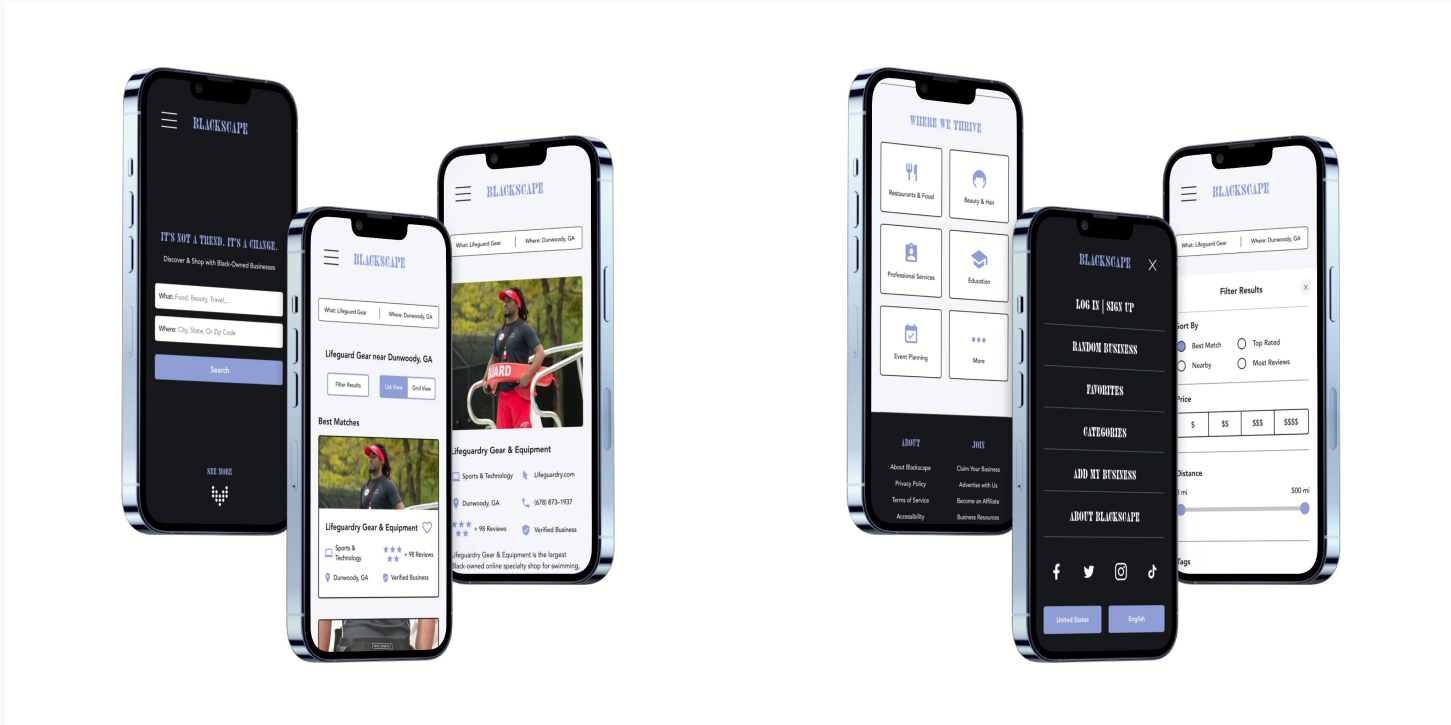 BLACKSCAPE
IT'S NOT A TREND. IT'S A CHANGE.
Discover & Shop with Black-Owned Businesses
What: Food, Beauty, Travel,...
Where: City, State, Or Zip Code
Search
SEE MORE
BLACKSCAPE
What: Lifeguard Gear
Where: Dunwoody, GA
Lifeguard Gear near Dunwoody, GA
Filter Results
List View
Grid View
Best Matches
Lifeguardry Gear & Equipment
Sports &
Technology
+ 98 Reviews
Dunwoody, GA
Verified Business
BLACKSCAPE
What: Lifeguard Gear
Where: Dunwoody, GA
UARD
Lifeguardry Gear & Equipment
Sports & Technology
Lifeguardry.com
Dunwoody, GA
(678) 873-1937
+ 98 Reviews
Verified Business
Lifeguardry Gear & Equipment is the largest
Black-owned online specialty shop for swimming,
WHERE WE THRIVE
Restaurants & Food
Beauty & Hair
Professional Services
Education
Event Planning
More
ABOUT
About Blackscape
Privacy Policy
Terms of Service
Accessibility
JOIN
Claim Your Business
Advertise with Us
Become an Affiliate
Business Resources
BLACKSCAPE
LOG IN | SIGN UP
RANDOM BUSINESS
FAVORITES
CATEGORIES
ADD MY BUSINESS
ABOUT BLACKSCAPE
United States
English
BLACKSCAPE
What: Lifeguard Gear
Where: Dunwoody, GA
Filter Results
Sort By
Best Match
Top Rated
Nearby
Most Reviews
Price
$
$$
$$$
$$$$
Distance
0 mi
500 mi
Tags